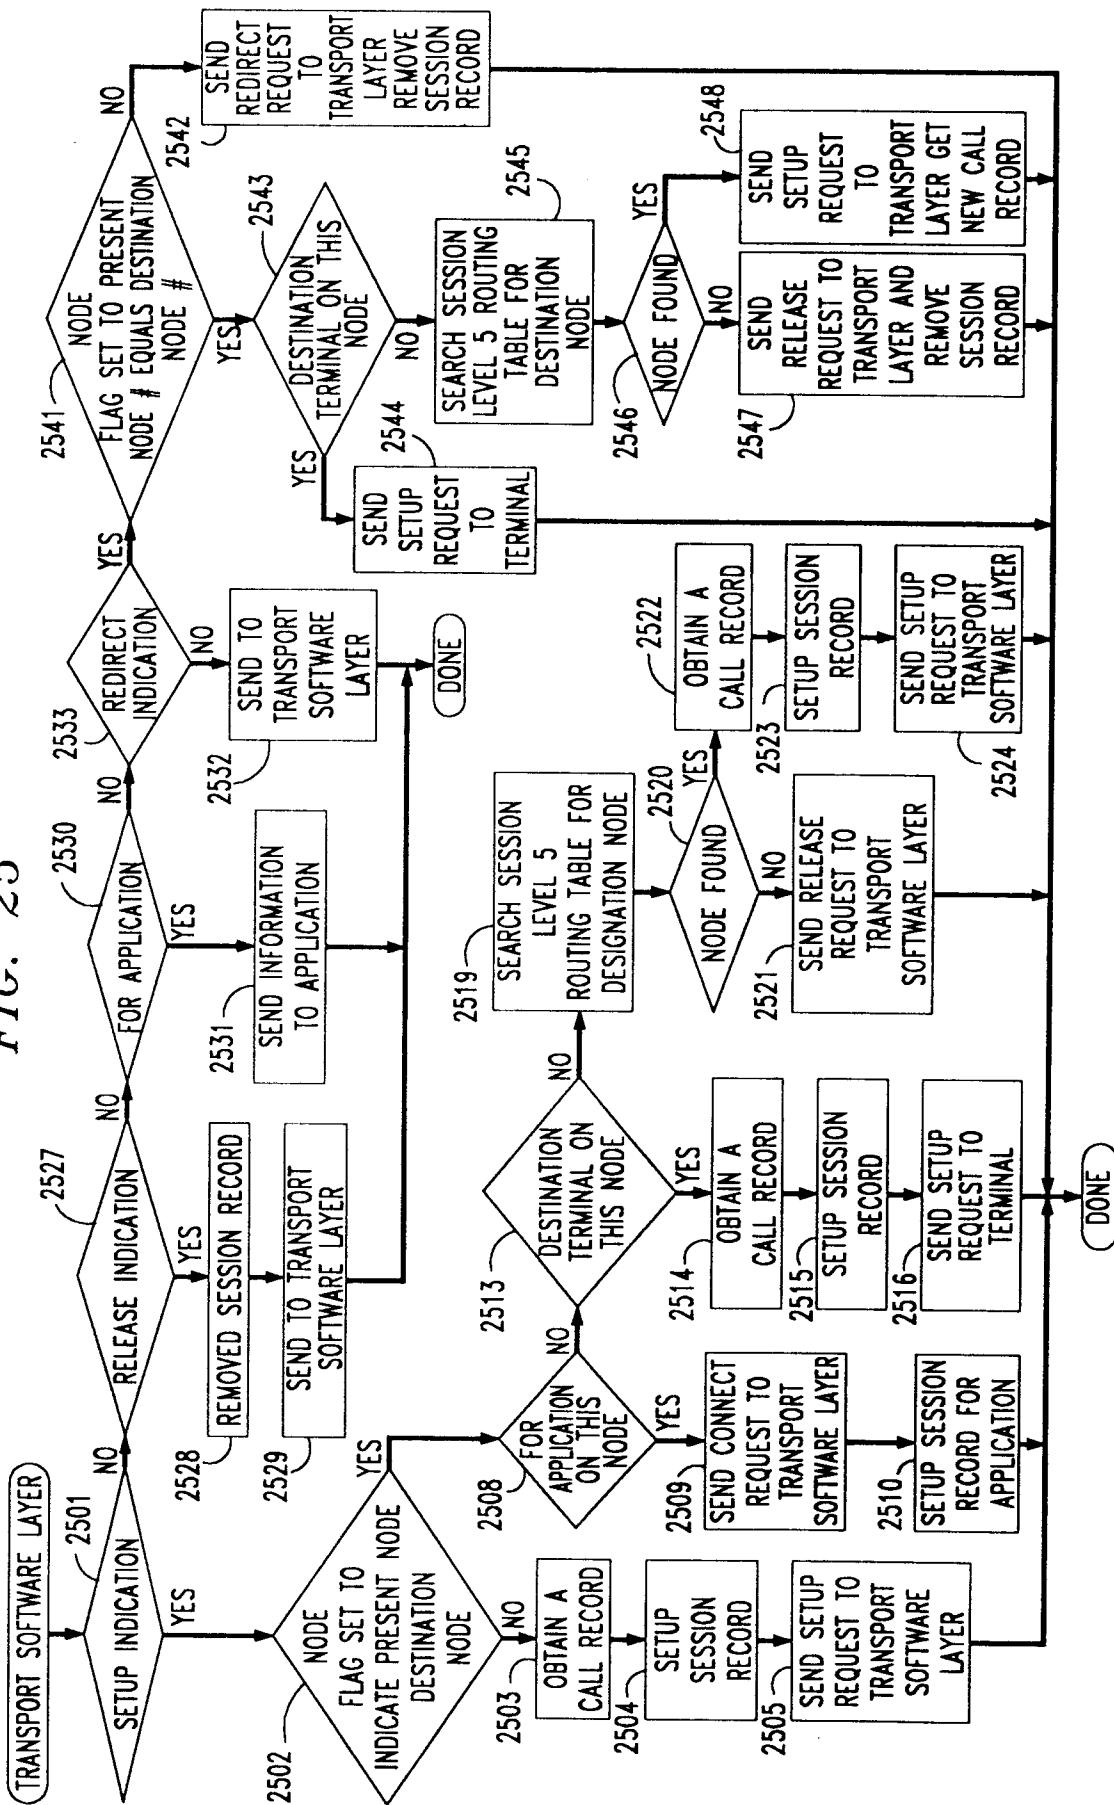 FIG. 25
TRANSPORT SOFTWARE LAYER
2501
SETUP INDICATION
NO
YES
2527
RELEASE INDICATION
NO
YES
2528
REMOVED SESSION RECORD
2529
SEND TO TRANSPORT
SOFTWARE LAYER
2530
FOR APPLICATION
NO
YES
2531
SEND INFORMATION
TO APPLICATION
2533
REDIRECT
INDICATION
YES
NO
2532
SEND TO
TRANSPORT
SOFTWARE
LAYER
DONE
2541
NODE
FLAG SET TO PRESENT
NODE # EQUALS DESTINATION
NODE #
NO
YES
2542
SEND
REDIRECT
REQUEST
TO
TRANSPORT
LAYER REMOVE
SESSION
RECORD
2543
DESTINATION
TERMINAL ON THIS
NODE
YES
NO
2544
SEND
SETUP
REQUEST
TO
TERMINAL
2545
SEARCH SESSION
LEVEL 5 ROUTING
TABLE FOR
DESTINATION
NODE
2546
NODE FOUND
YES
NO
2547
SEND
RELEASE
REQUEST TO
TRANSPORT
LAYER AND
REMOVE
SESSION
RECORD
2548
SEND
SETUP
REQUEST
TO
TRANSPORT
LAYER GET
NEW CALL
RECORD
2502
NODE
FLAG SET TO
INDICATE PRESENT NODE
DESTINATION
NODE
YES
NO
2503
OBTAIN A
CALL RECORD
2504
SETUP
SESSION
RECORD
2505
SEND SETUP
REQUEST TO
TRANSPORT
SOFTWARE
LAYER
2508
FOR
APPLICATION
ON THIS
NODE
NO
YES
2509
SEND CONNECT
REQUEST TO
TRANSPORT
SOFTWARE LAYER
2510
SETUP SESSION
RECORD FOR
APPLICATION
2513
DESTINATION
TERMINAL ON
THIS NODE
NO
YES
2514
OBTAIN A
CALL RECORD
2515
SETUP SESSION
RECORD
2516
SEND SETUP
REQUEST TO
TERMINAL
2519
SEARCH SESSION
LEVEL 5
ROUTING TABLE FOR
DESIGNATION NODE
2520
NODE FOUND
YES
NO
2521
SEND RELEASE
REQUEST TO
TRANSPORT
SOFTWARE LAYER
2522
OBTAIN A
CALL RECORD
2523
SETUP SESSION
RECORD
2524
SEND SETUP
REQUEST TO
TRANSPORT
SOFTWARE LAYER
DONE